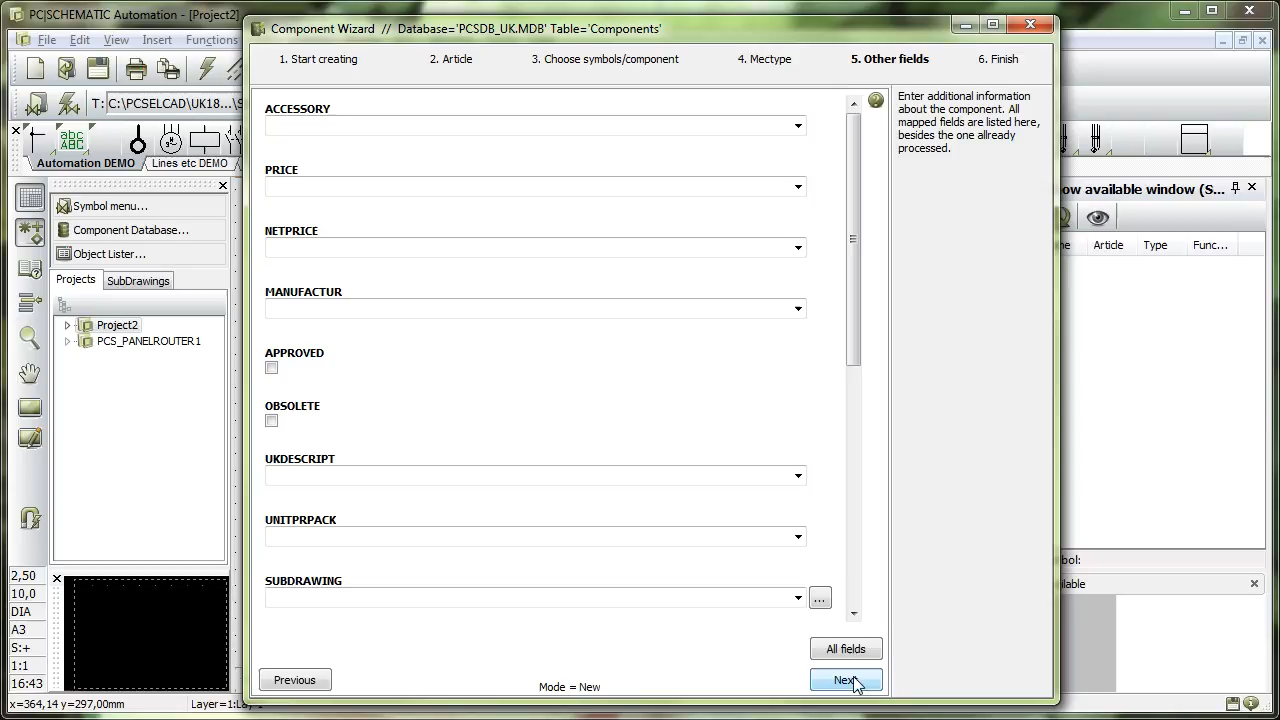 PC|SCHEMATIC Automation - [Project2]
File Edit View Insert Functions
T: C:\PCSELCAD\UK18...\S
abc
ABC
Automation DEMO Lines etc DEMO
Symbol menu...
Component Database...
Object Lister...
Projects SubDrawings
Project2
PCS_PANELROUTER1
2,50
10,0
DIA
A3
S:+
1:1
16:43
x=364,14 y=297,00mm Layer=1:
Component Wizard // Database='PCSDB_UK.MDB' Table='Components'
1. Start creating 2. Article 3. Choose symbols/component 4. Mectype 5. Other fields 6. Finish
ACCESSORY
PRICE
NETPRICE
MANUFACTUR
APPROVED
OBSOLETE
UKDESCRIPT
UNITPRPACK
SUBDRAWING
...
All fields
Previous
Mode = New
Next
Enter additional information
about the component. All
mapped fields are listed here,
besides the one allready
processed.
ow available window (S...
Article Type Func...
bol:
lable